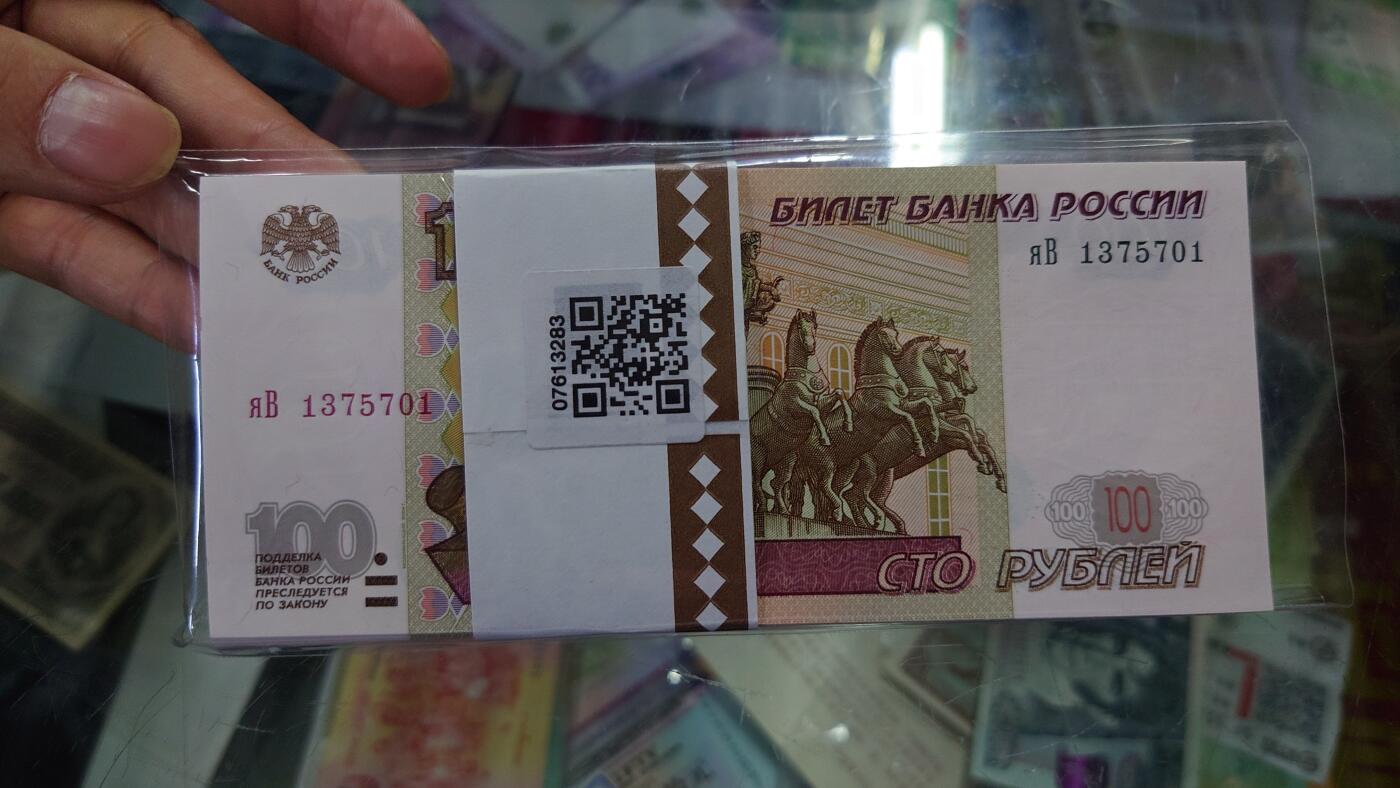 БИЛЕТ БАНКА РОССИИ
яВ 1375701
БАНК РОССИИ
07613283
яВ 1375701
100
ПОДДЕЛКА
БИЛЕТОВ
БАНКА РОССИИ
ПРЕСЛЕДУЕТСЯ
ПО ЗАКОНУ
100 100 100
СТО РУБЛЕЙ